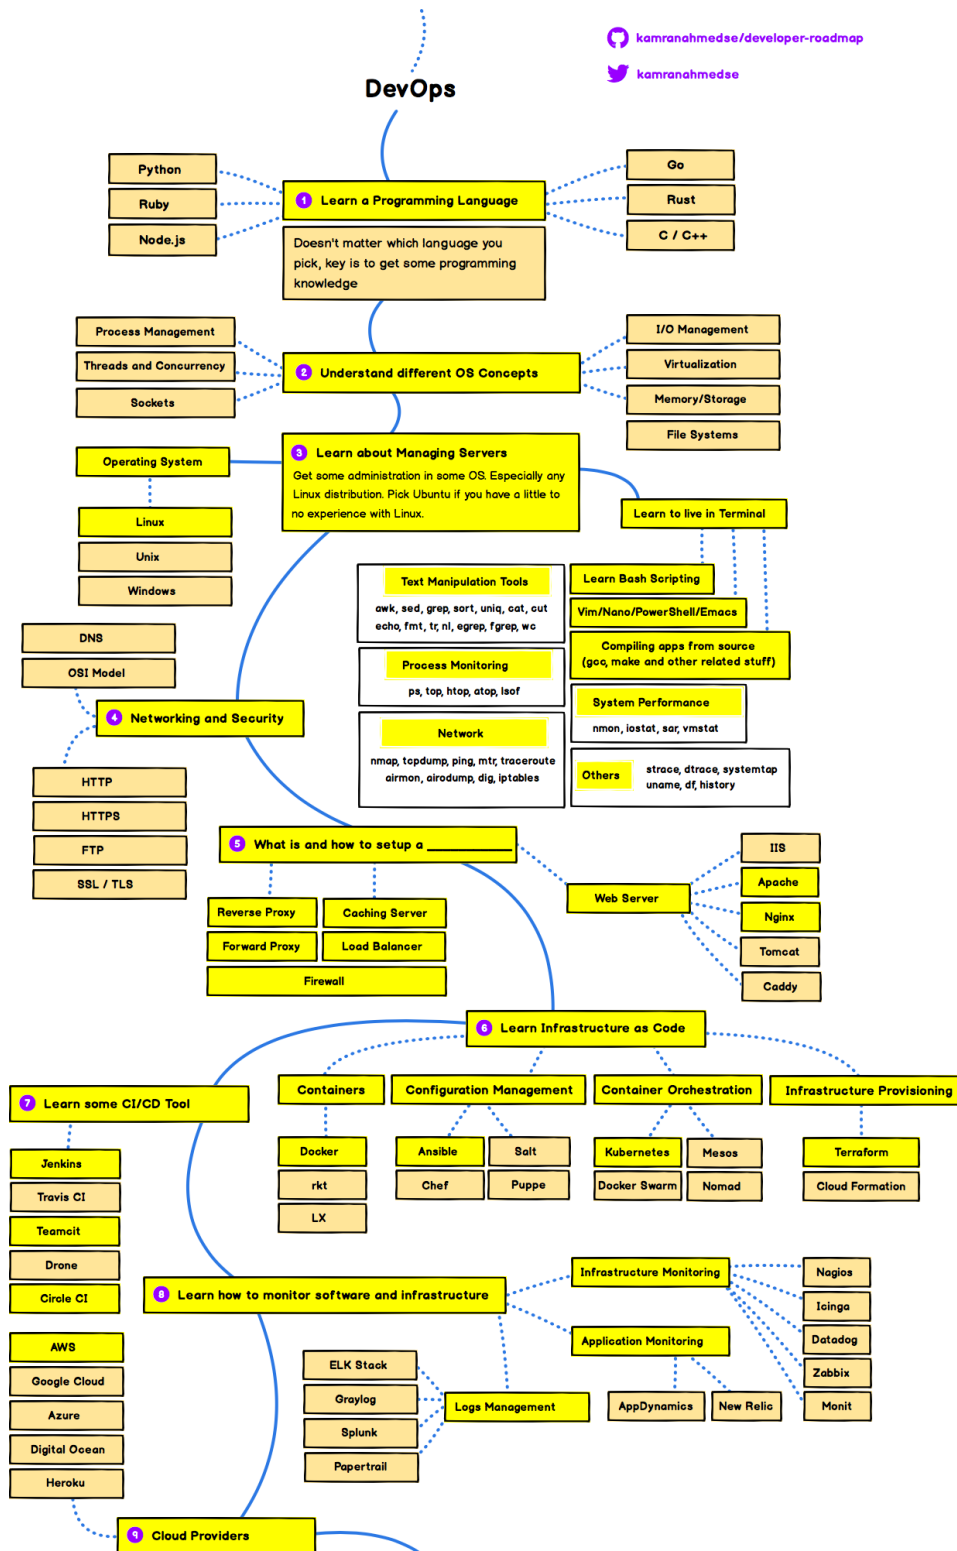 kamranahmedse/developer-roadmap
kamranahmedse
DevOps
Python
Ruby
Node.js
1 Learn a Programming Language
Doesn't matter which language you
pick, key is to get some programming
knowledge
Go
Rust
C / C++
Process Management
Threads and Concurrency
Sockets
2 Understand different OS Concepts
I/O Management
Virtualization
Memory/Storage
File Systems
3 Learn about Managing Servers
Get some administration in some OS. Especially any
Linux distribution. Pick Ubuntu if you have a little to
no experience with Linux.
Operating System
Linux
Unix
Windows
Learn to live in Terminal
Learn Bash Scripting
Vim/Nano/PowerShell/Emacs
Compiling apps from source
(gcc, make and other related stuff)
Text Manipulation Tools
awk, sed, grep, sort, uniq, cat, cut
echo, fmt, tr, nl, egrep, fgrep, wc
Process Monitoring
ps, top, htop, atop, lsof
System Performance
nmon, iostat, sar, vmstat
Network
nmap, tcpdump, ping, mtr, traceroute
airmon, airodump, dig, iptables
Others
strace, dtrace, systemtap
uname, df, history
DNS
OSI Model
4 Networking and Security
HTTP
HTTPS
FTP
SSL / TLS
5 What is and how to setup a ____________
Reverse Proxy
Caching Server
Forward Proxy
Load Balancer
Firewall
Web Server
IIS
Apache
Nginx
Tomcat
Caddy
6 Learn Infrastructure as Code
Containers
Docker
rkt
LX
Configuration Management
Ansible
Salt
Chef
Puppe
Container Orchestration
Kubernetes
Mesos
Docker Swarm
Nomad
Infrastructure Provisioning
Terraform
Cloud Formation
7 Learn some CI/CD Tool
Jenkins
Travis CI
Teamcit
Drone
Circle CI
8 Learn how to monitor software and infrastructure
Infrastructure Monitoring
Nagios
Icinga
Datadog
Zabbix
Monit
Application Monitoring
AppDynamics
New Relic
Logs Management
ELK Stack
Graylog
Splunk
Papertrail
AWS
Google Cloud
Azure
Digital Ocean
Heroku
9 Cloud Providers